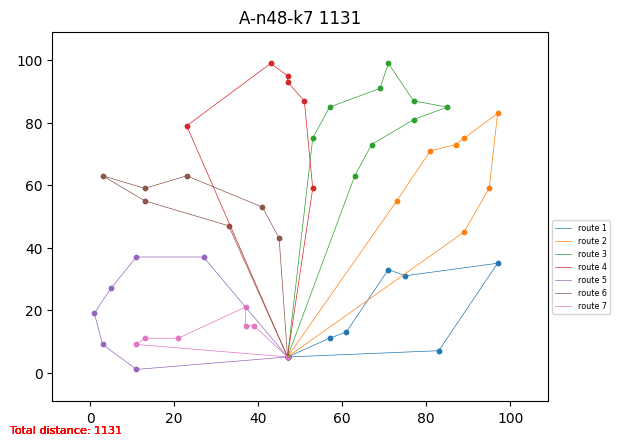 A-n48-k7 1131
100
80
60
40
20
0
0 20 40 60 80 100
route 1
route 2
route 3
route 4
route 5
route 6
route 7
Total distance: 1131